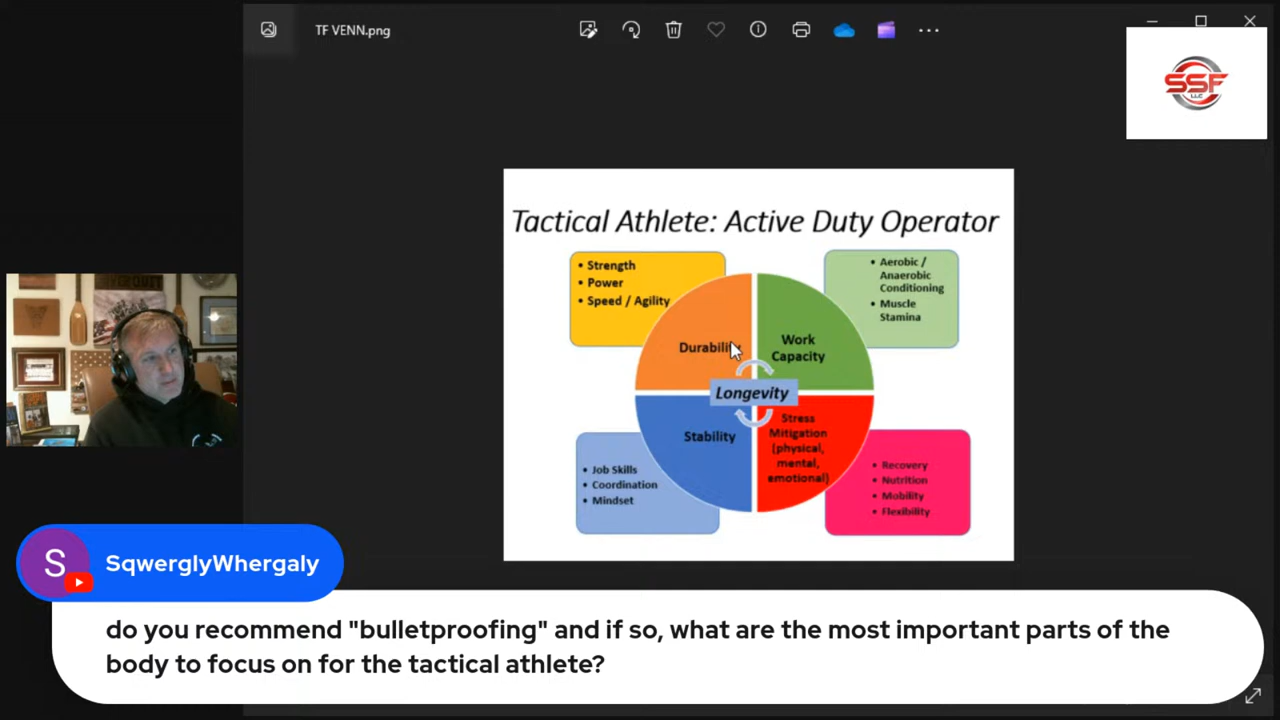 TF VENN.png
SSF
LLC
Tactical Athlete: Active Duty Operator
• Strength
• Power
• Speed / Agility
• Aerobic /
Anaerobic
Conditioning
• Muscle
Stamina
Durability
Work
Capacity
Longevity
Stability
Stress
Mitigation
(physical,
mental,
emotional)
• Job Skills
• Coordination
• Mindset
• Recovery
• Nutrition
• Mobility
• Flexibility
S
SqwerglyWhergaly
do you recommend "bulletproofing" and if so, what are the most important parts of the
body to focus on for the tactical athlete?